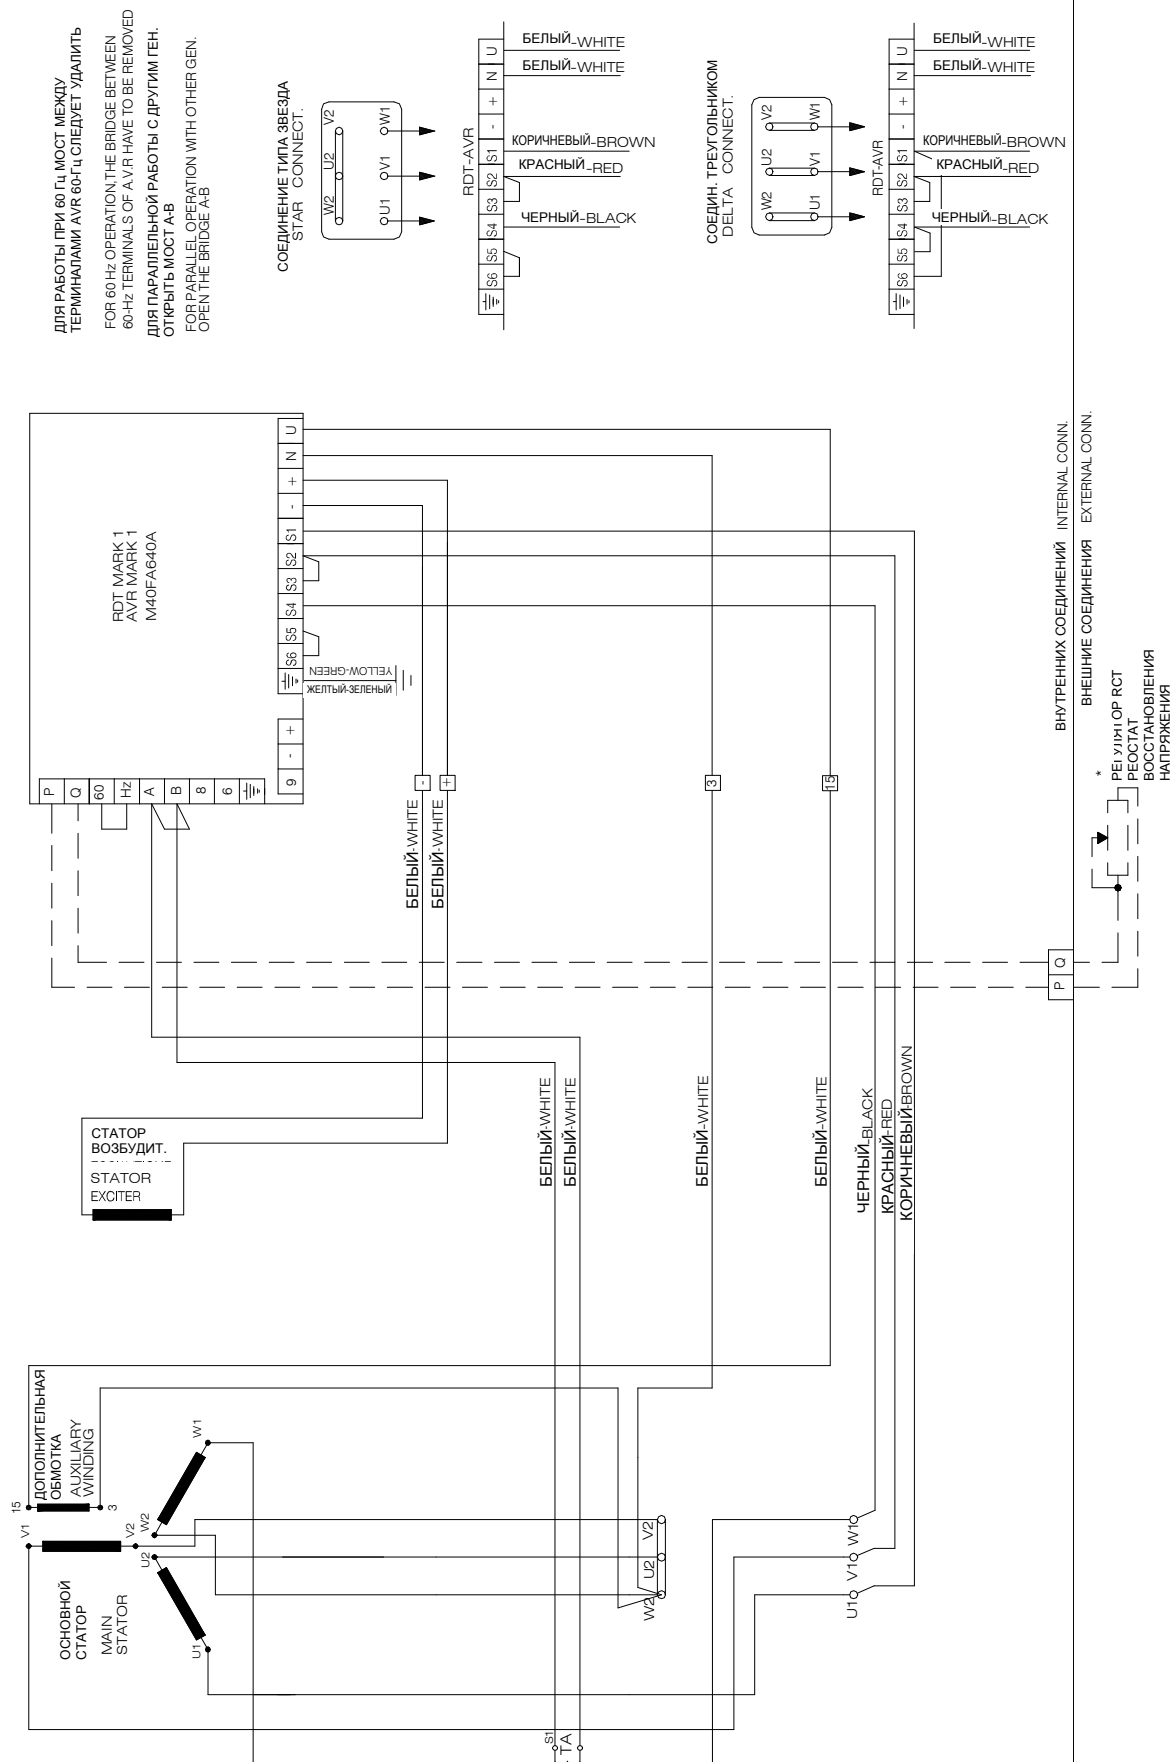 ДЛЯ РАБОТЫ ПРИ 60 Гц МОСТ МЕЖДУ
ТЕРМИНАЛАМИ AVR 60-Гц СЛЕДУЕТ УДАЛИТЬ
FOR 60 Hz OPERATION,THE BRIDGE BETWEEN
60-Hz TERMINALS OF A.V.R HAVE TO BE REMOVED
ДЛЯ ПАРАЛЛЕЛЬНОЙ РАБОТЫ С ДРУГИМ ГЕН.
ОТКРЫТЬ МОСТ A-B
FOR PARALLEL OPERATION WITH OTHER GEN.
OPEN THE BRIDGE A-B
СОЕДИНЕНИЕ ТИПА ЗВЕЗДА
STAR CONNECT.
W2 U2 V2
U1 V1 W1
RDT-AVR
U
N
+
-
S1
S2
S3
S4
S5
S6
БЕЛЫЙ-WHITE
БЕЛЫЙ-WHITE
КОРИЧНЕВЫЙ-BROWN
КРАСНЫЙ-RED
ЧЕРНЫЙ-BLACK
СОЕДИН. ТРЕУГОЛЬНИКОМ
DELTA CONNECT.
W2 U2 V2
U1 V1 W1
RDT-AVR
U
N
+
-
S1
S2
S3
S4
S5
S6
БЕЛЫЙ-WHITE
БЕЛЫЙ-WHITE
КОРИЧНЕВЫЙ-BROWN
КРАСНЫЙ-RED
ЧЕРНЫЙ-BLACK
RDT MARK 1
AVR MARK 1
M40FA640A
U
N
+
-
S1
S2
S3
S4
S5
S6
YELLOW-GREEN
ЖЕЛТЫЙ-ЗЕЛЕНЫЙ
+
-
9
P
Q
60
Hz
A
B
8
6
-
+
3
15
БЕЛЫЙ-WHITE
БЕЛЫЙ-WHITE
ВНУТРЕННИХ СОЕДИНЕНИЙ INTERNAL CONN.
ВНЕШНИЕ СОЕДИНЕНИЯ EXTERNAL CONN.
*
РЕГУЛЯТОР RCT
РЕОСТАТ
ВОССТАНОВЛЕНИЯ
НАПРЯЖЕНИЯ
P Q
СТАТОР
ВОЗБУДИТ.
STATOR
EXCITER
БЕЛЫЙ-WHITE
БЕЛЫЙ-WHITE
БЕЛЫЙ-WHITE
БЕЛЫЙ-WHITE
ЧЕРНЫЙ-BLACK
КРАСНЫЙ-RED
КОРИЧНЕВЫЙ-BROWN
15
3
ДОПОЛНИТЕЛЬНАЯ
ОБМОТКА
AUXILIARY
WINDING
V1
V2
W2
W1
U2
U1
ОСНОВНОЙ
СТАТОР
MAIN
STATOR
W2 U2 V2
U1 V1 W1
S1
TA